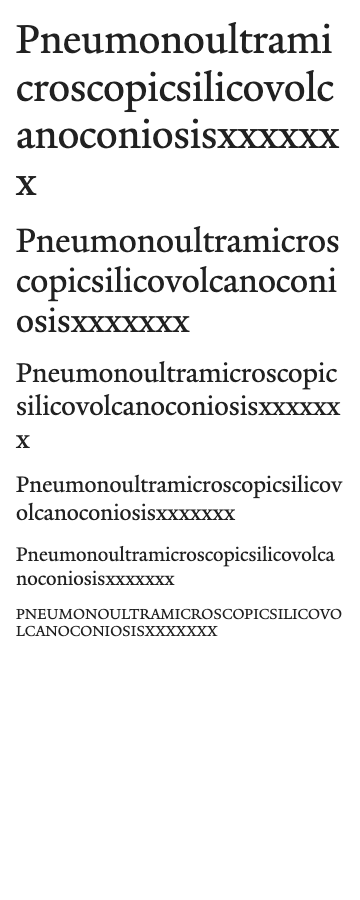 Pneumonoultrami
croscopicsilicovolc
anoconiosisxxxxxx
x
Pneumonoultramicros
copicsilicovolcanoconi
osisxxxxxxx
Pneumonoultramicroscopic
silicovolcanoconiosisxxxxxx
x
Pneumonoultramicroscopicsilicov
olcanoconiosisxxxxxxx
Pneumonoultramicroscopicsilicovolca
noconiosisxxxxxxx
PNEUMONOULTRAMICROSCOPICSILICOVO
LCANOCONIOSISXXXXXXX